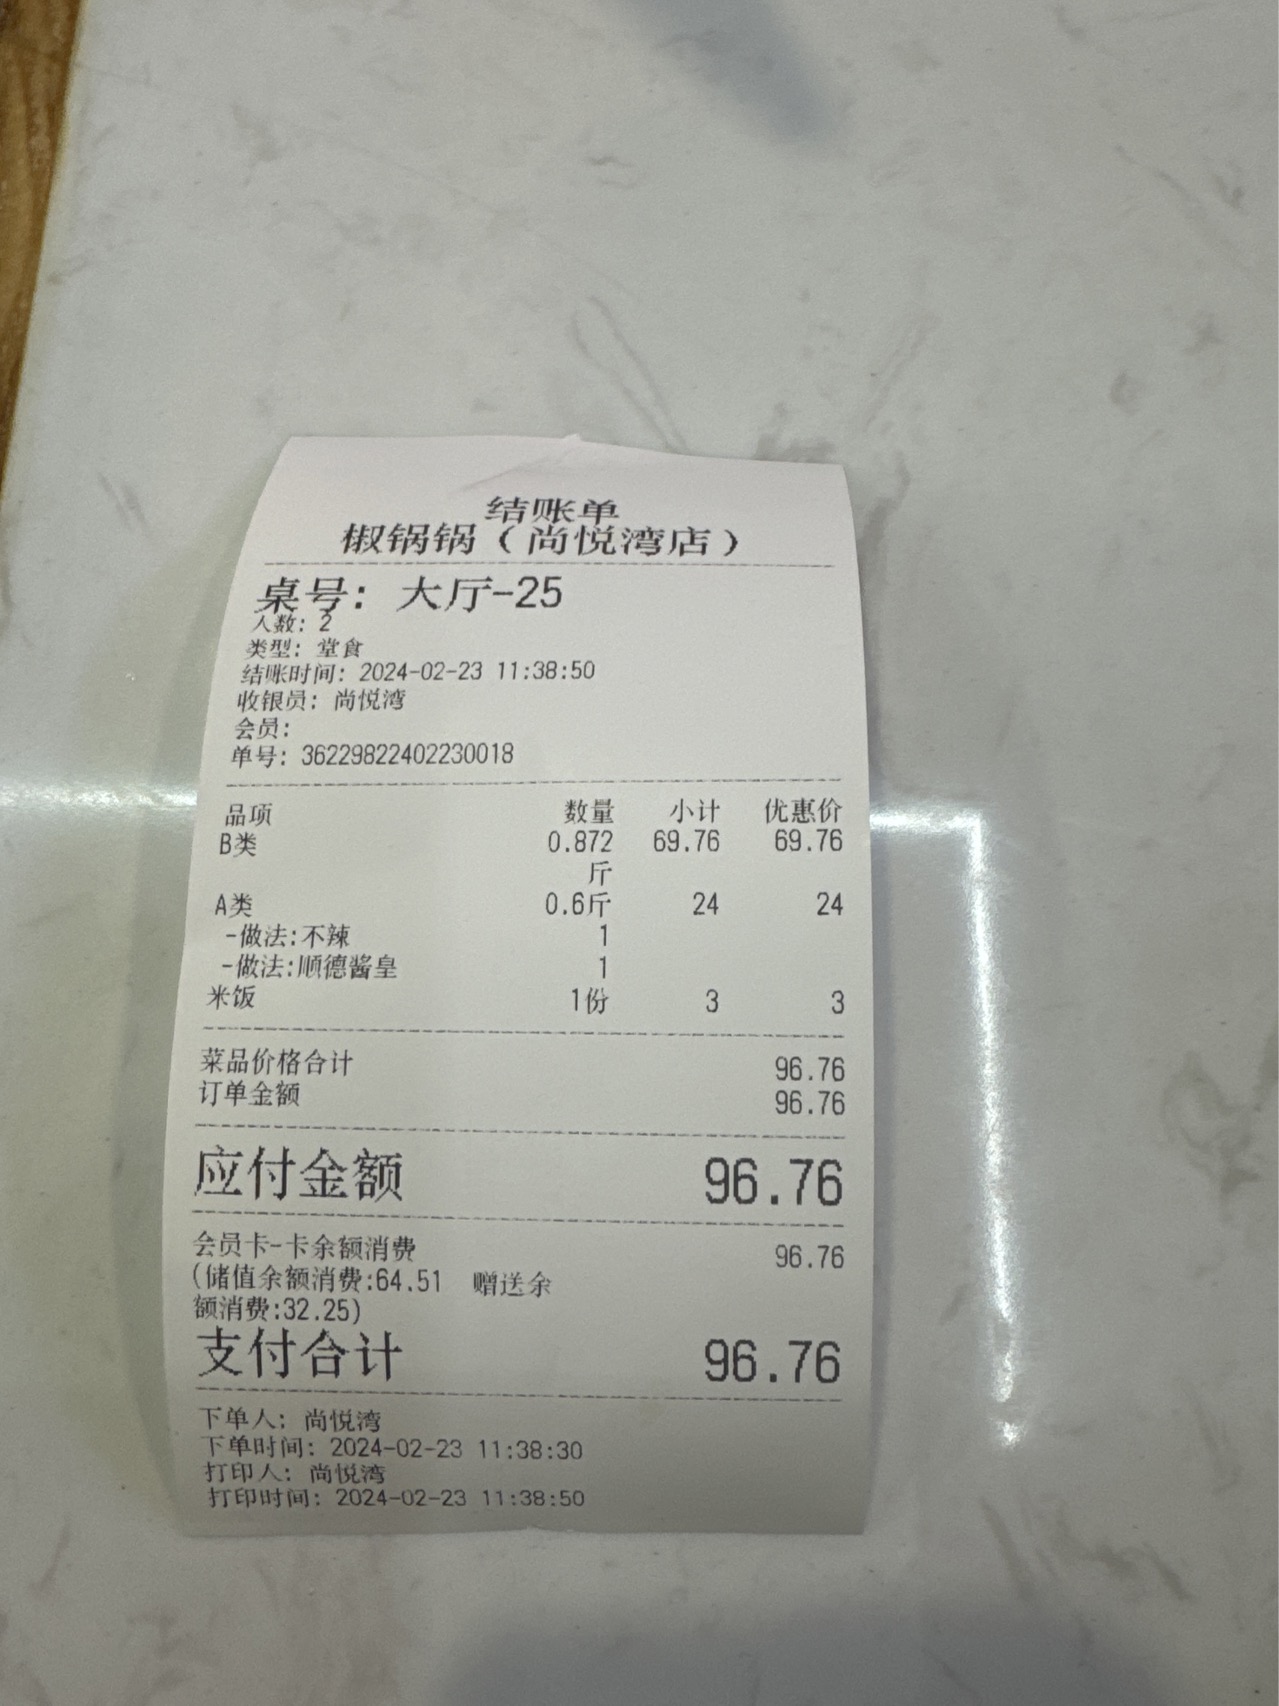 结账单
椒锅锅（尚悦湾店）
桌号：大厅-25
人数：2
类型：堂食
结账时间：2024-02-23 11:38:50
收银员：尚悦湾
会员：
单号：36229822402230018
品项 数量 小计 优惠价
B类 0.872 69.76 69.76
斤
A类 0.6斤 24 24
-做法:不辣 1
-做法:顺德酱皇 1
米饭 1份 3 3
菜品价格合计 96.76
订单金额 96.76
应付金额 96.76
会员卡-卡余额消费 96.76
(储值余额消费:64.51 赠送余
额消费:32.25)
支付合计 96.76
下单人：尚悦湾
下单时间：2024-02-23 11:38:30
打印人：尚悦湾
打印时间：2024-02-23 11:38:50